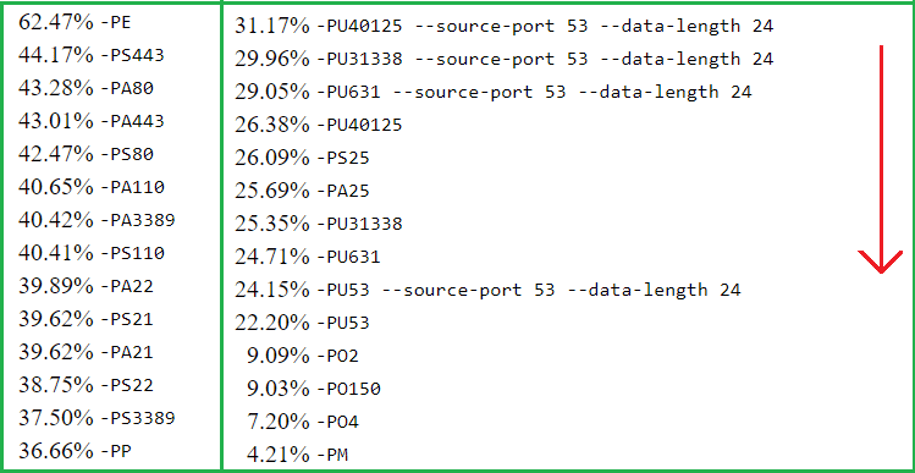 62.47% -PE
44.17% -PS443
43.28% -PA80
43.01% -PA443
42.47% -PS80
40.65% -PA110
40.42% -PA3389
40.41% -PS110
39.89% -PA22
39.62% -PS21
39.62% -PA21
38.75% -PS22
37.50% -PS3389
36.66% -PP
31.17% -PU40125 --source-port 53 --data-length 24
29.96% -PU31338 --source-port 53 --data-length 24
29.05% -PU631 --source-port 53 --data-length 24
26.38% -PU40125
26.09% -PS25
25.69% -PA25
25.35% -PU31338
24.71% -PU631
24.15% -PU53 --source-port 53 --data-length 24
22.20% -PU53
9.09% -PO2
9.03% -PO150
7.20% -PO4
4.21% -PM